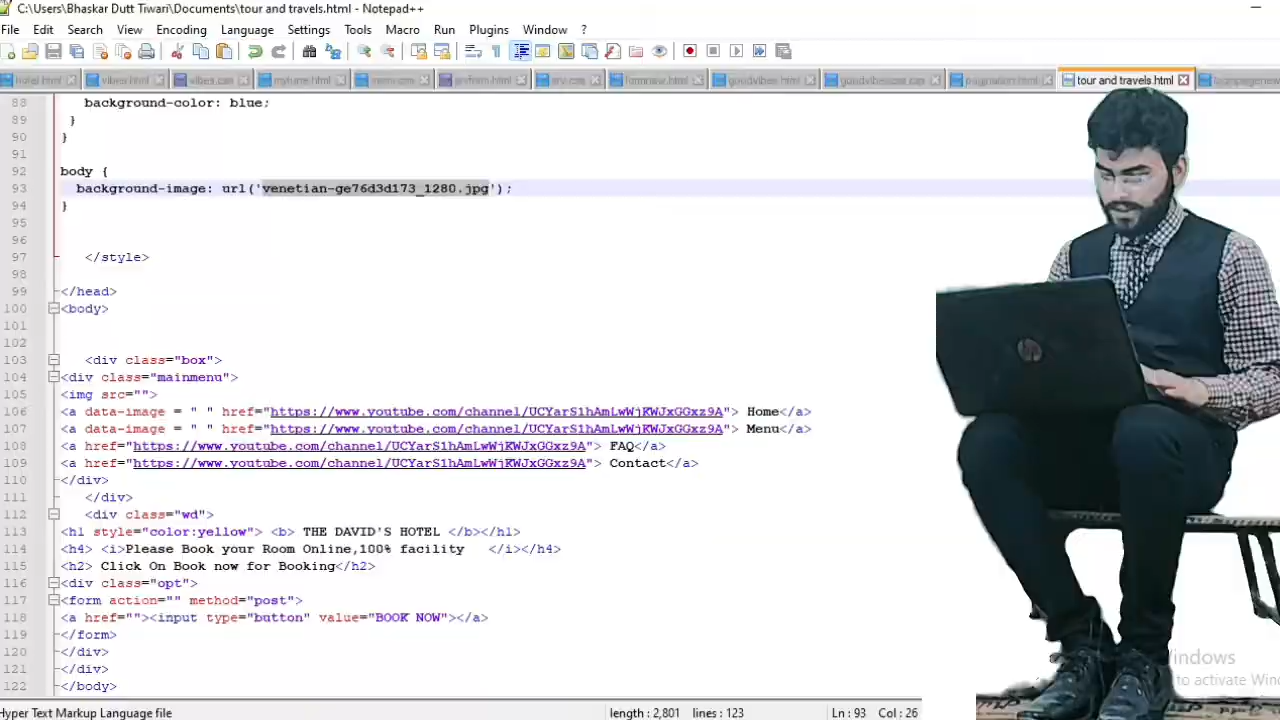 C:\Users\Bhaskar Dutt Tiwari\Documents\tour and travels.html - Notepad++
File Edit Search View Encoding Language Settings Tools Macro Run Plugins Window ?
tour and travels.html
88 background-color: blue;
89 }
90 }
91
92 body {
93 background-image: url('venetian-ge76d3d173_1280.jpg');
94 }
95
96
97 </style>
98
99 </head>
100 <body>
101
102
103 <div class="box">
104 <div class="mainmenu">
105 <img src="">
106 <a data-image = " " href="https://www.youtube.com/channel/UCYarS1hAmLwWjKWJxGGxz9A"> Home</a>
107 <a data-image = " " href="https://www.youtube.com/channel/UCYarS1hAmLwWjKWJxGGxz9A"> Menu</a>
108 <a href="https://www.youtube.com/channel/UCYarS1hAmLwWjKWJxGGxz9A"> FAQ</a>
109 <a href="https://www.youtube.com/channel/UCYarS1hAmLwWjKWJxGGxz9A"> Contact</a>
110 </div>
111 </div>
112 <div class="wd">
113 <h1 style="color:yellow"> <b> THE DAVID'S HOTEL </b></h1>
114 <h4> <i>Please Book your Room Online,100% facility </i></h4>
115 <h2> Click On Book now for Booking</h2>
116 <div class="opt">
117 <form action="" method="post">
118 <a href=""><input type="button" value="BOOK NOW"></a>
119 </form>
120 </div>
121 </div>
122 </body>
Windows
to activate Win
Hyper Text Markup Language file length : 2,801 lines : 123 Ln : 93 Col : 26